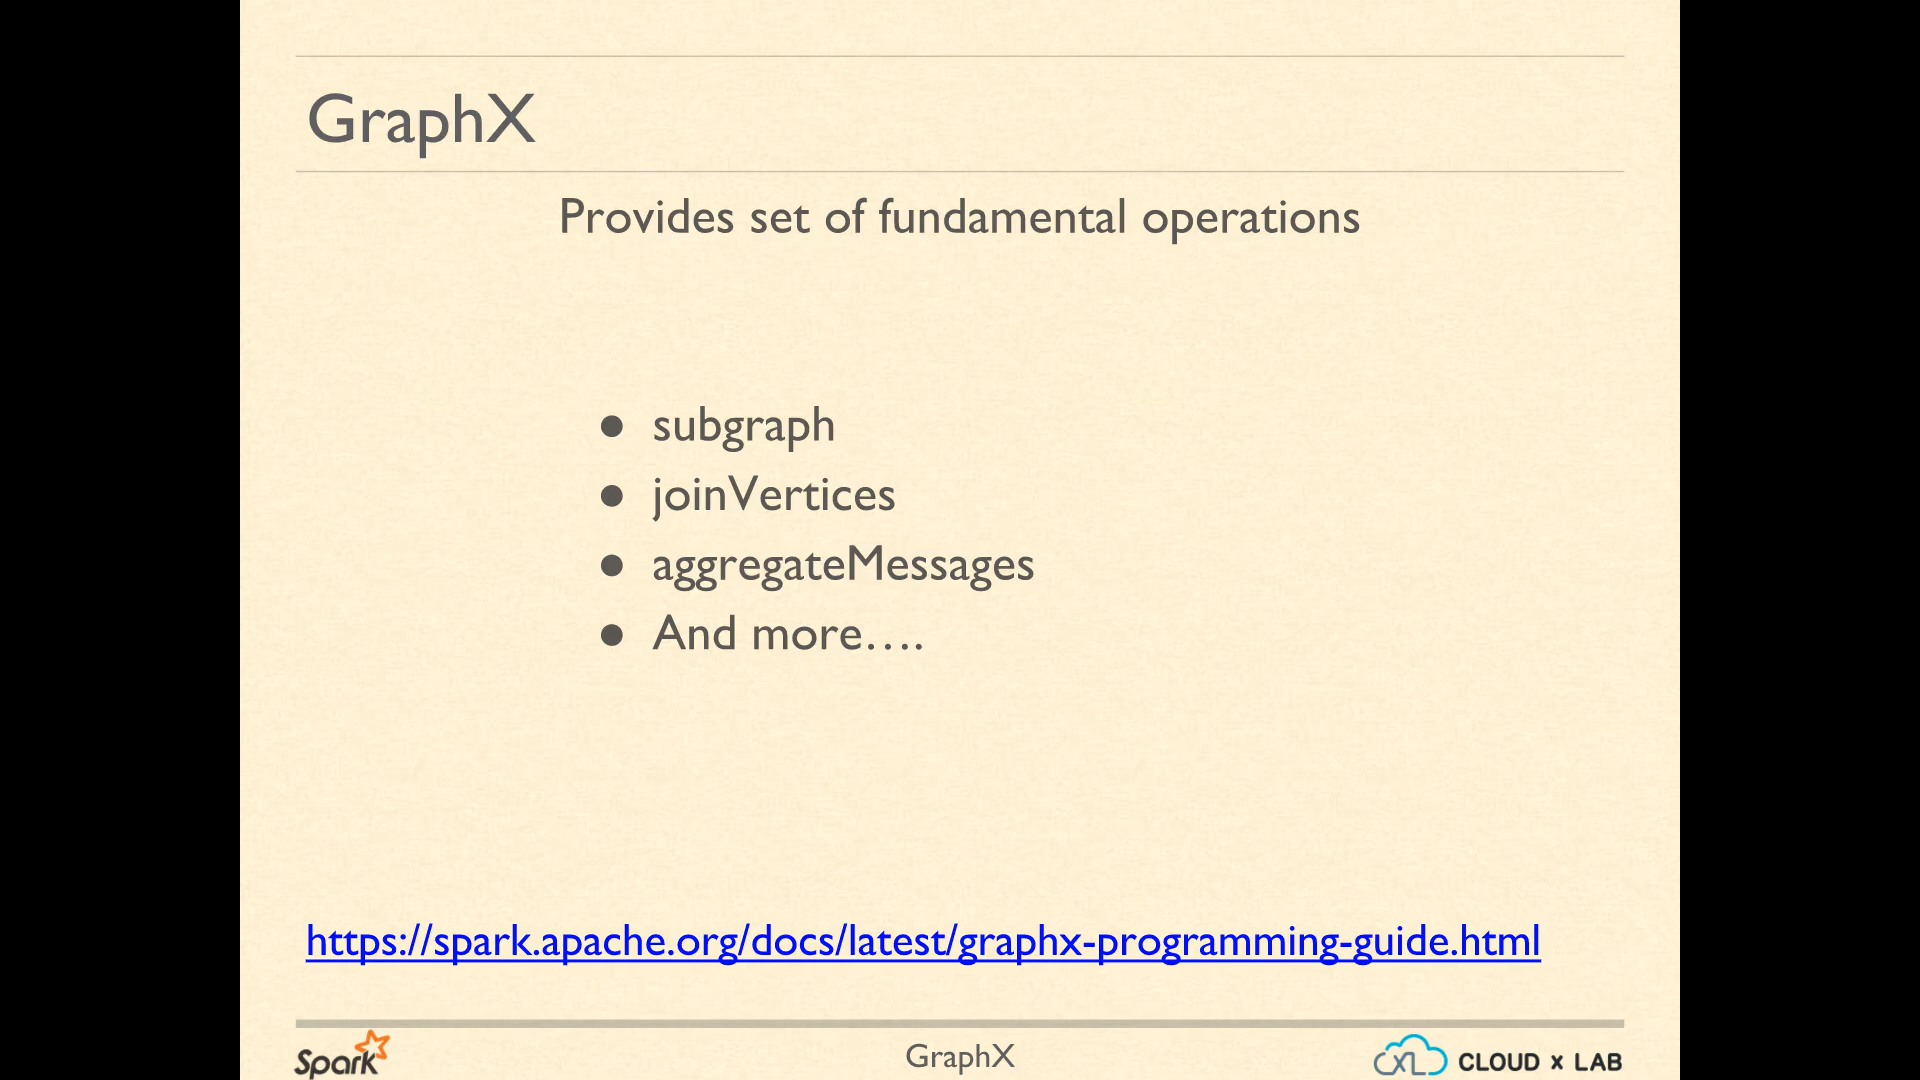 GraphX
Provides set of fundamental operations
● subgraph
● joinVertices
● aggregateMessages
● And more….
https://spark.apache.org/docs/latest/graphx-programming-guide.html
Spark
GraphX
CXL CLOUD x LAB